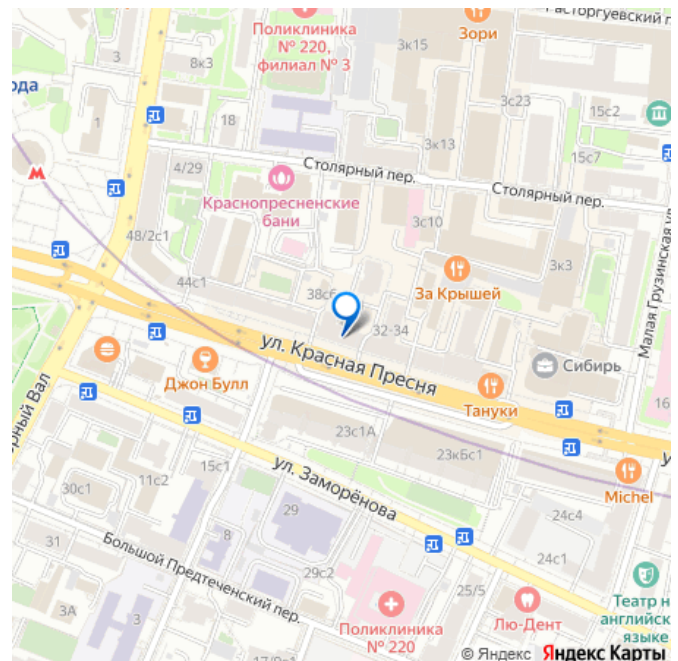 Расторгуевский п
Поликлиника
№ 220,
филиал № 3
Зори
3к15
3
8к3
ода
3с23
15с2
1
18
3к13
15с7
4/29
Столярный пер.
Столярный пер.
Краснопресненские
бани
3с10
48/2с1
3к3
44с1
38с6
За Крышей
Малая Грузинская ул
32-34
ул. Красная Пресня
Сибирь
Джон Булл
Тануки
16
23с1А
23кБс1
у
15с1
11с2
30с1
ул. Заморёнова
Michel
29
24с4
31
8
Большой Предтеченский пер.
24с1
29с2
25/5
3А
3
Театр н
английск
языке
Поликлиника
№ 220
Лю-Дент
© Яндекс Яндекс Карты